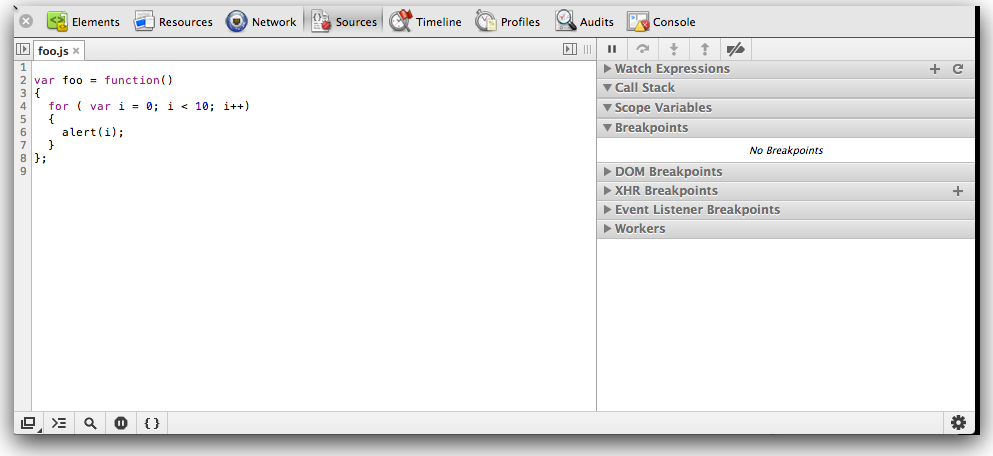 Elements Resources Network Sources Timeline Profiles Audits Console
foo.js ×
1
2 var foo = function()
3 {
4   for ( var i = 0; i < 10; i++)
5   {
6     alert(i);
7   }
8 };
9
Watch Expressions
Call Stack
Scope Variables
Breakpoints
No Breakpoints
DOM Breakpoints
XHR Breakpoints
Event Listener Breakpoints
Workers